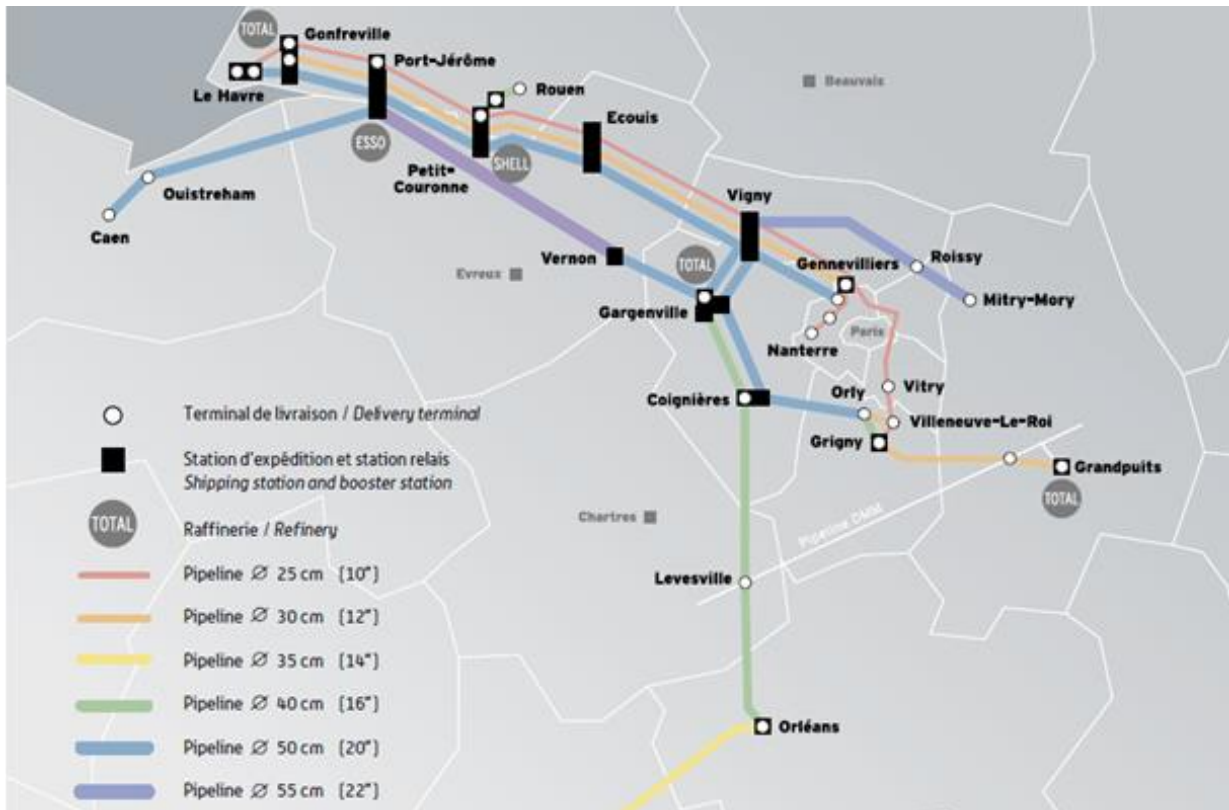 TOTAL
Gonfreville
Port-Jérôme
Le Havre
Rouen
Beauvais
Ecouis
ESSO
SHELL
Petit-
Couronne
Ouistreham
Caen
Vigny
Vernon
TOTAL
Gennevilliers
Roissy
Evreux
Mitry-Mory
Gargenville
Paris
Nanterre
Coignières
Orly
Vitry
Villeneuve-Le-Roi
Grigny
Grandpuits
TOTAL
Chartres
Pipeline DMM
Levesville
Orléans
Terminal de livraison / Delivery terminal
Station d'expédition et station relais
Shipping station and booster station
TOTAL
Raffinerie / Refinery
Pipeline Ø 25 cm (10")
Pipeline Ø 30 cm (12")
Pipeline Ø 35 cm (14")
Pipeline Ø 40 cm (16")
Pipeline Ø 50 cm (20")
Pipeline Ø 55 cm (22")